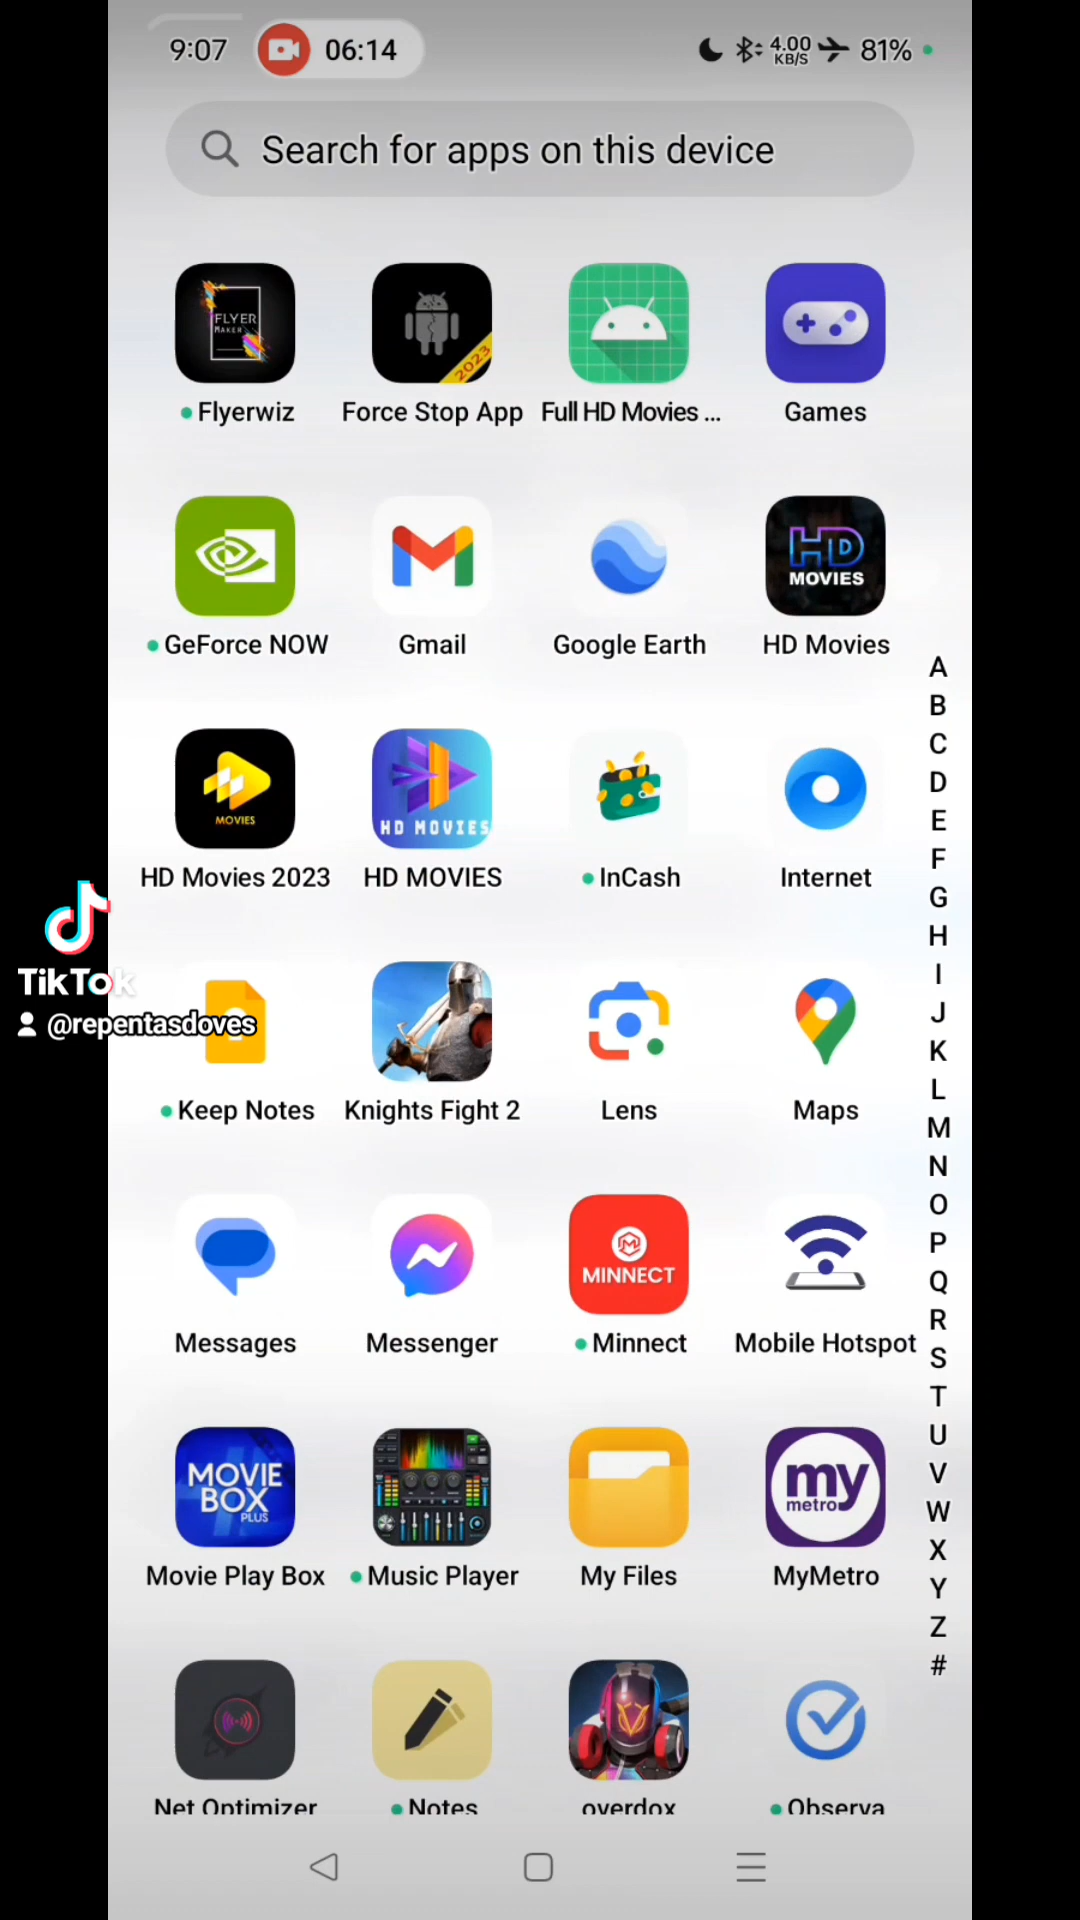 9:07
06:14
4.00
KB/S
81%
Search for apps on this device
FLYER
MAKER
2023
Flyerwiz
Force Stop App
Full HD Movies ...
Games
HD
MOVIES
GeForce NOW
Gmail
Google Earth
HD Movies
MOVIES
HD MOVIES
HD Movies 2023
HD MOVIES
InCash
Internet
TikTok
@repentasdoves
Keep Notes
Knights Fight 2
Lens
Maps
MINNECT
Messages
Messenger
Minnect
Mobile Hotspot
MOVIE
BOX
PLUS
my
metro
Movie Play Box
Music Player
My Files
MyMetro
Net Optimizer
Notes
overdox
Observa
A
B
C
D
E
F
G
H
I
J
K
L
M
N
O
P
Q
R
S
T
U
V
W
X
Y
Z
#